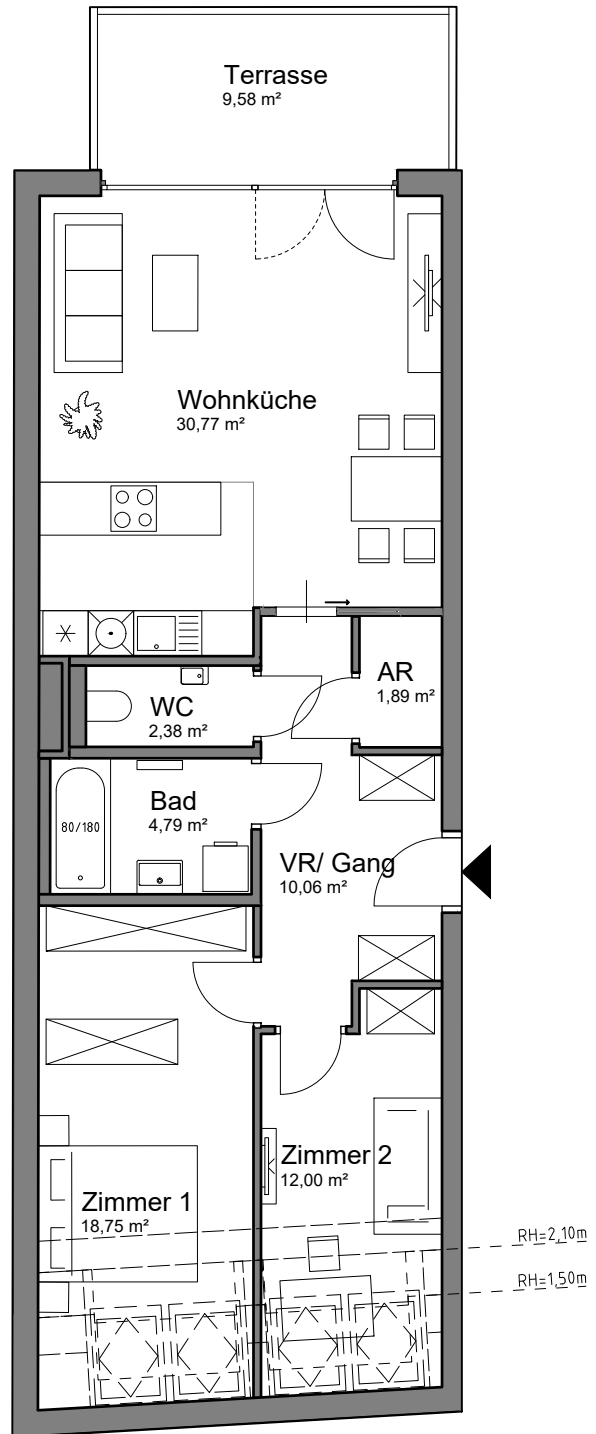 Terrasse
9,58 m²
Wohnküche
30,77 m²
AR
1,89 m²
WC
2,38 m²
Bad
4,79 m²
80/180
VR/ Gang
10,06 m²
Zimmer 2
12,00 m²
Zimmer 1
18,75 m²
RH=2,10m
RH=1,50m